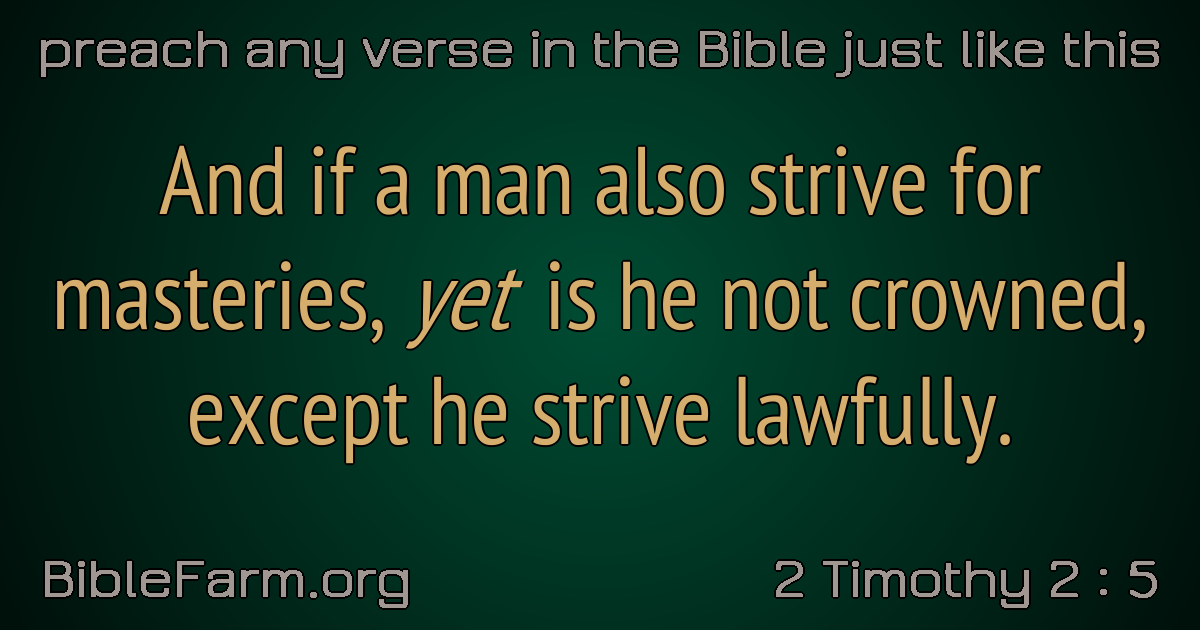 preach any verse in the Bible just like this
And if a man also strive for
masteries, yet is he not crowned,
except he strive lawfully.
BibleFarm.org
2 Timothy 2 : 5